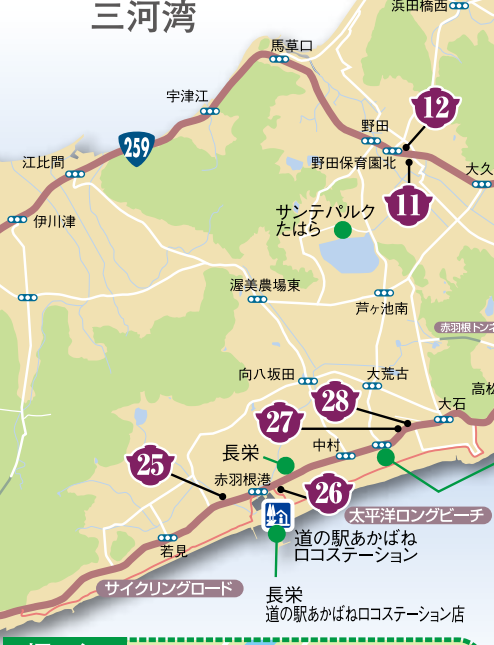 三河湾
浜田橋西
馬草口
宇津江
12
野田
259
江比間
野田保育園北
大久
11
サンテパルク
たはら
伊川津
渥美農場東
芦ヶ池南
赤羽根トンネ
向八坂田
大荒古
高松
28
大石
27
中村
長栄
25
赤羽根港
26
太平洋ロングビーチ
道の駅あかばね
ロコステーション
若見
サイクリングロード
長栄
道の駅あかばねロコステーション店